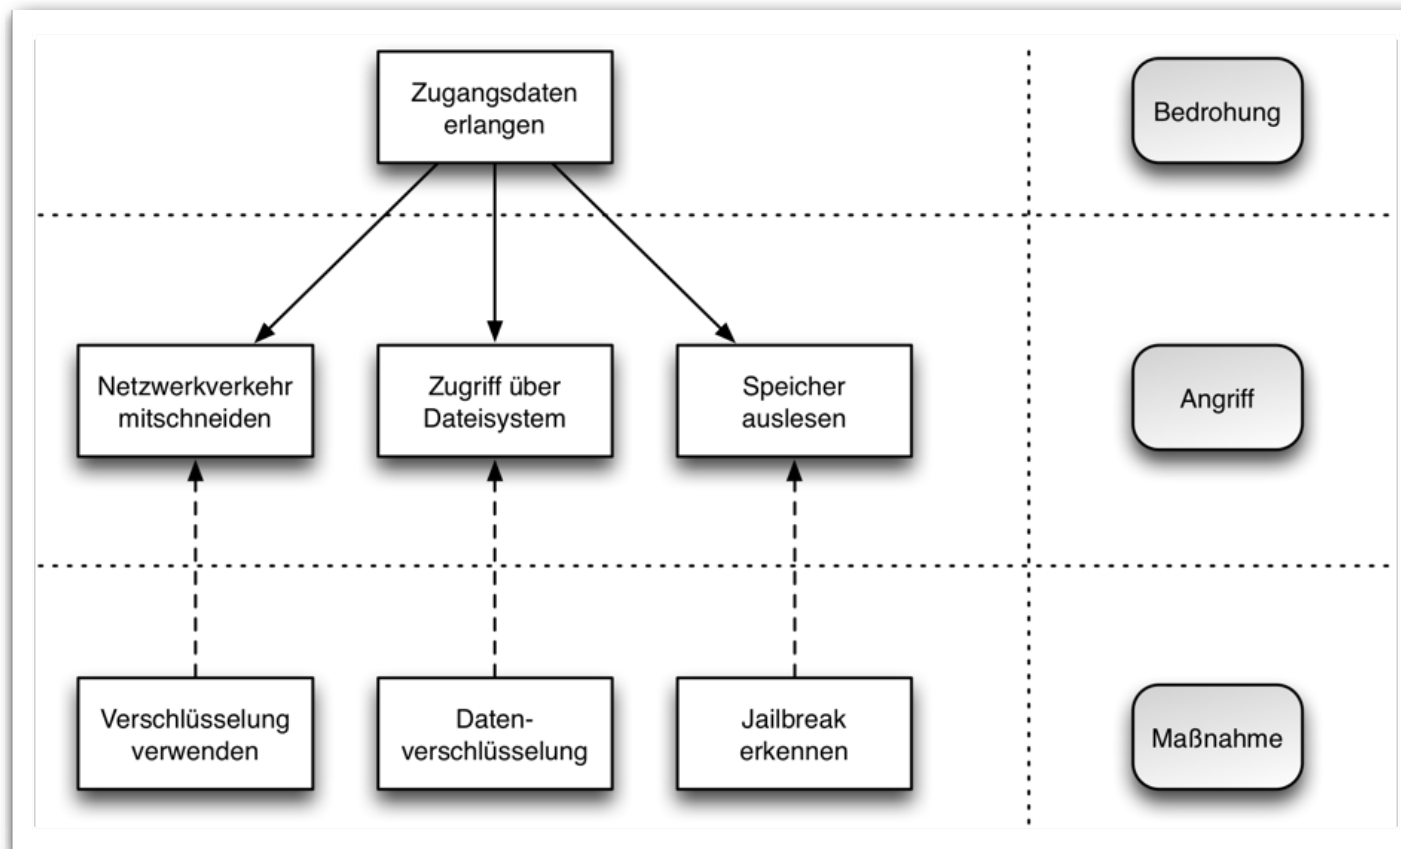 Zugangsdaten
erlangen
Bedrohung
Netzwerkverkehr
mitschneiden
Zugriff über
Dateisystem
Speicher
auslesen
Angriff
Verschlüsselung
verwenden
Daten-
verschlüsselung
Jailbreak
erkennen
Maßnahme